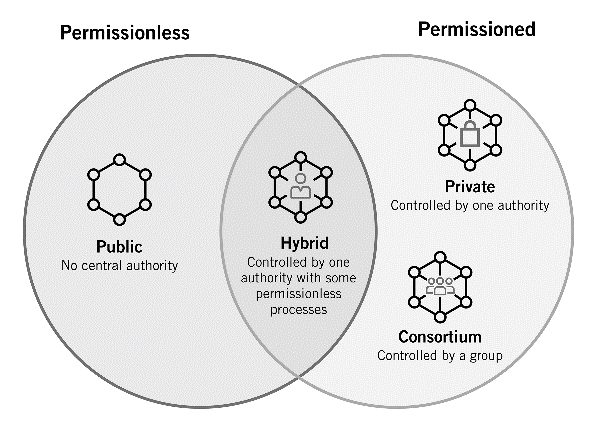 Permissionless
Permissioned
Public
No central authority
Hybrid
Controlled by one
authority with some
permissionless
processes
Private
Controlled by one authority
Consortium
Controlled by a group